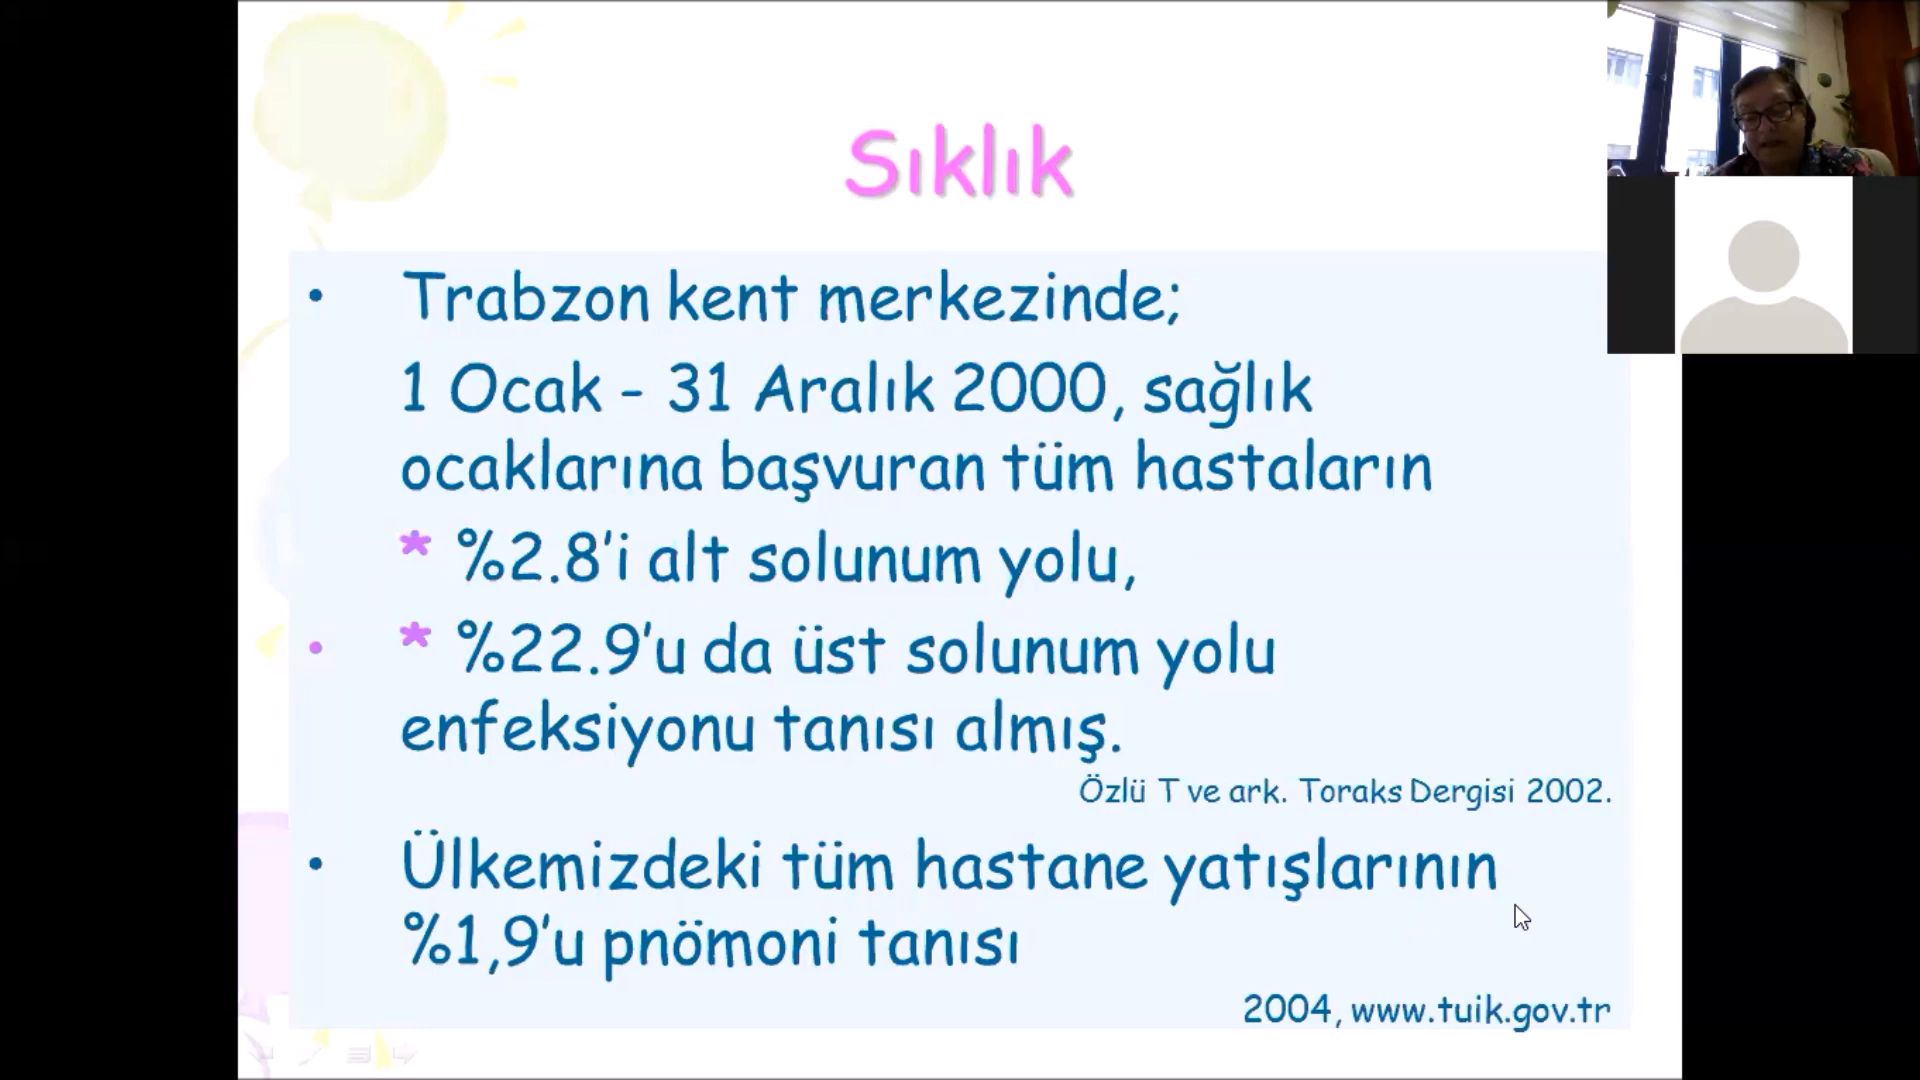 Sıklık
• Trabzon kent merkezinde;
1 Ocak - 31 Aralık 2000, sağlık
ocaklarına başvuran tüm hastaların
* %2.8'i alt solunum yolu,
• * %22.9'u da üst solunum yolu
enfeksiyonu tanısı almış.
Özlü T ve ark. Toraks Dergisi 2002.
• Ülkemizdeki tüm hastane yatışlarının
%1,9'u pnömoni tanısı
2004, www.tuik.gov.tr